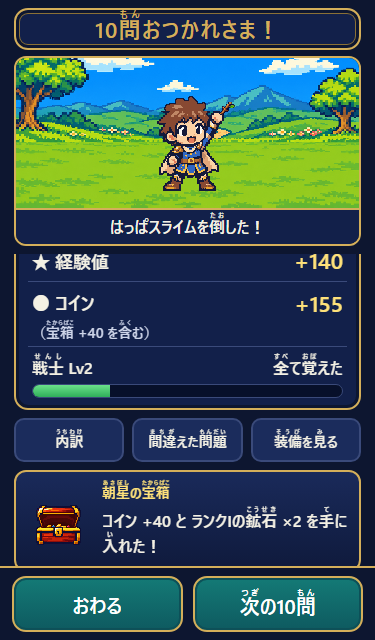 10問おつかれさま！
はっぱスライムを倒した！
★ 経験値 +140
● コイン +155
（宝箱 +40 を含む）
戦士 Lv2 全て覚えた
内訳 間違えた問題 装備を見る
朝星の宝箱
コイン +40 と ランクIの鉱石 ×2 を手に
入れた！
おわる 次の10問